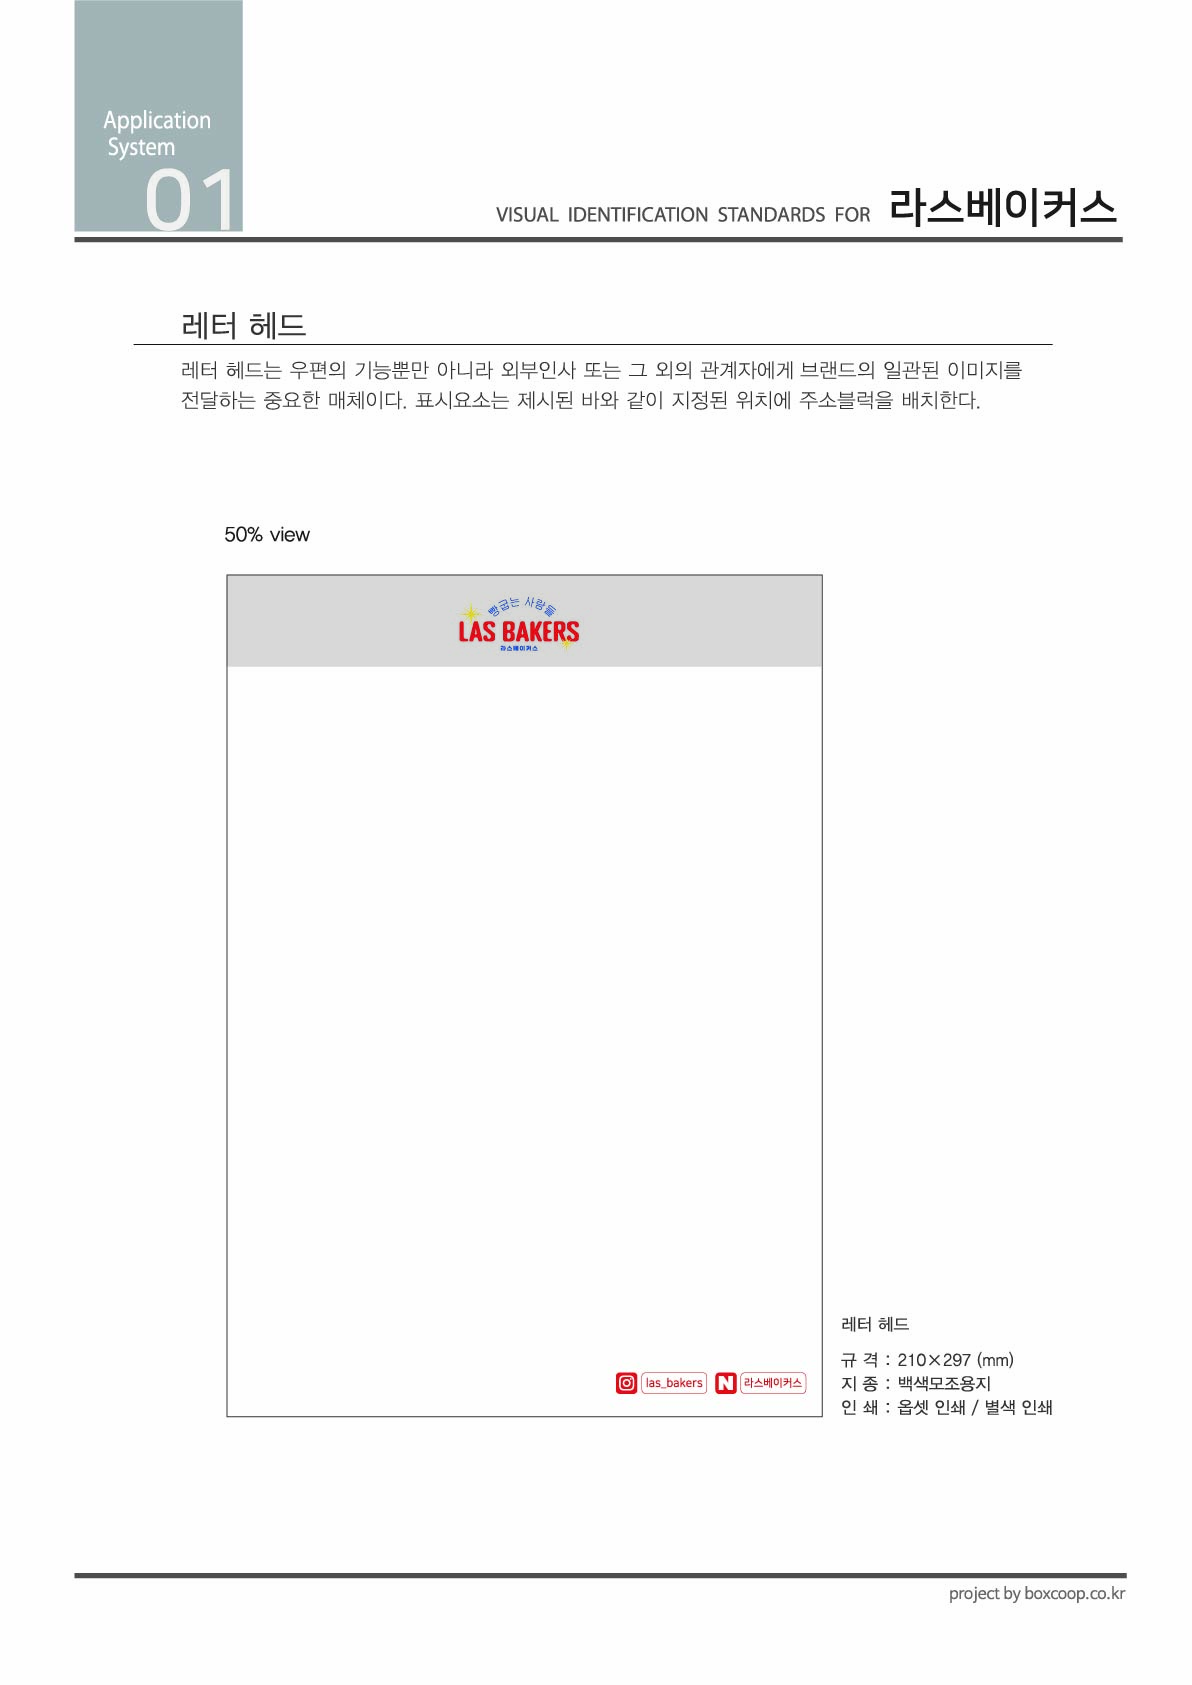 Application
System
01
VISUAL IDENTIFICATION STANDARDS FOR 라스베이커스
레터 헤드
레터 헤드는 우편의 기능뿐만 아니라 외부인사 또는 그 외의 관계자에게 브랜드의 일관된 이미지를
전달하는 중요한 매체이다. 표시요소는 제시된 바와 같이 지정된 위치에 주소블럭을 배치한다.
50% view
빵굽는 사람들
LAS BAKERS
라스베이커스
las_bakers N 라스베이커스
레터 헤드
규 격 : 210×297 (mm)
지 종 : 백색모조용지
인 쇄 : 옵셋 인쇄 / 별색 인쇄
project by boxcoop.co.kr